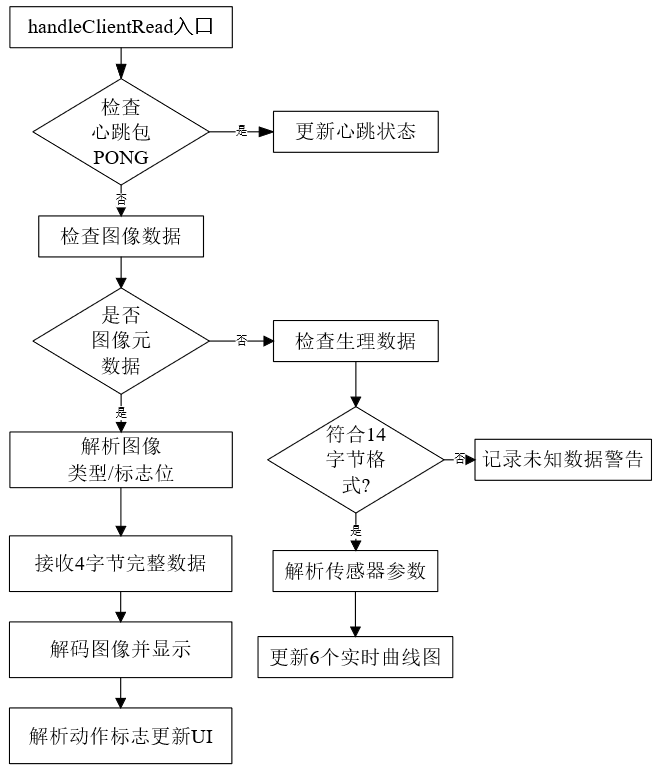 handleClientRead入口
检查
心跳包
PONG
是
更新心跳状态
否
检查图像数据
是否
图像元
数据
否
检查生理数据
是
解析图像
类型/标志位
符合14
字节格
式?
否
记录未知数据警告
接收4字节完整数据
是
解析传感器参数
解码图像并显示
更新6个实时曲线图
解析动作标志更新UI